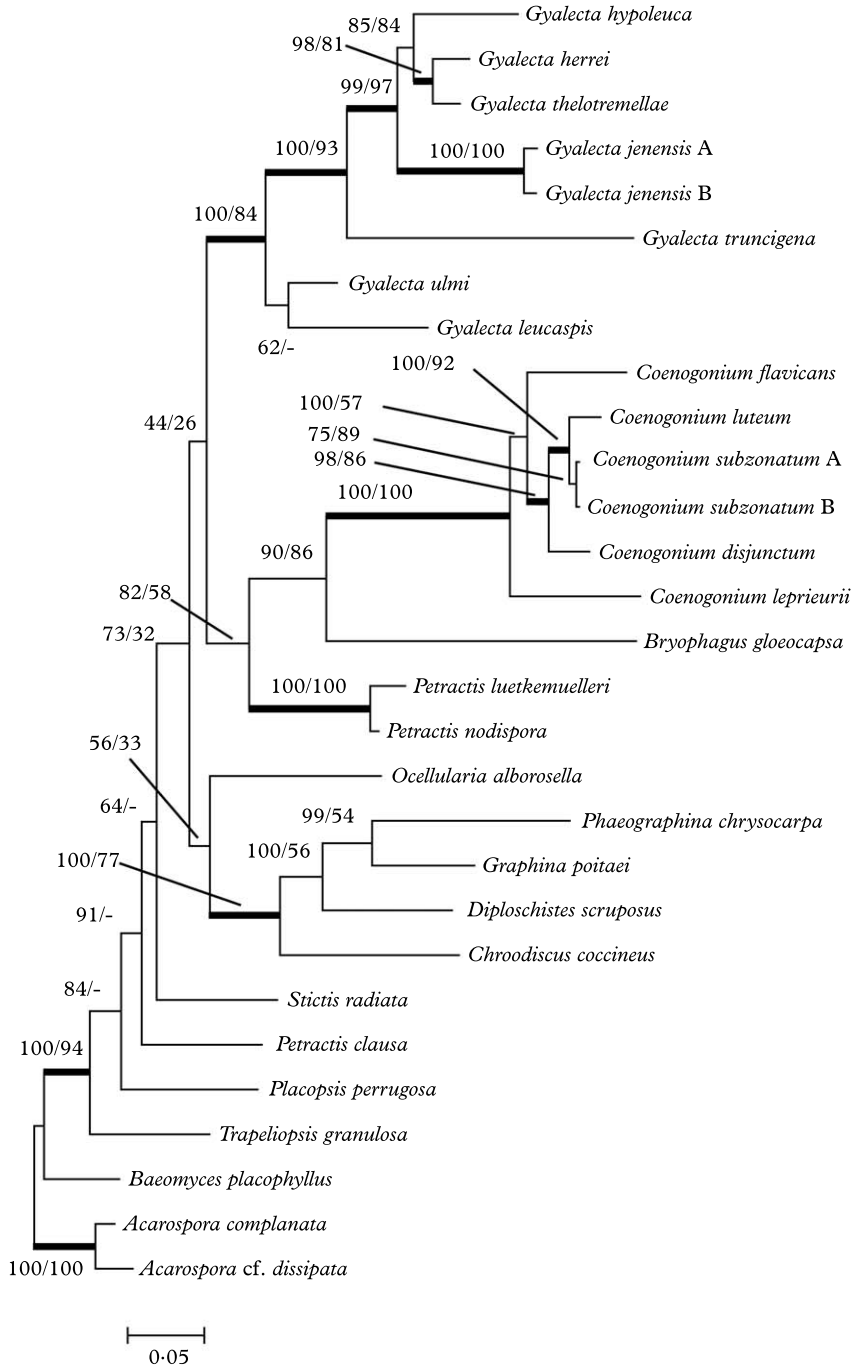 Gyalecta hypoleuca
85/84
98/81
Gyalecta herrei
99/97
Gyalecta thelotremellae
100/93
100/100
Gyalecta jenensis A
Gyalecta jenensis B
100/84
Gyalecta truncigena
Gyalecta ulmi
Gyalecta leucaspis
62/-
100/92
Coenogonium flavicans
100/57
Coenogonium luteum
44/26
75/89
98/86
Coenogonium subzonatum A
100/100
Coenogonium subzonatum B
90/86
Coenogonium disjunctum
82/58
Coenogonium leprieurii
73/32
Bryophagus gloeocapsa
100/100
Petractis luetkemuelleri
Petractis nodispora
56/33
Ocellularia alborosella
64/-
99/54
Phaeographina chrysocarpa
100/56
100/77
Graphina poitaei
91/-
Diploschistes scruposus
Chroodiscus coccineus
84/-
Stictis radiata
100/94
Petractis clausa
Placopsis perrugosa
Trapeliopsis granulosa
Baeomyces placophyllus
Acarospora complanata
100/100
Acarospora cf. dissipata
0·05